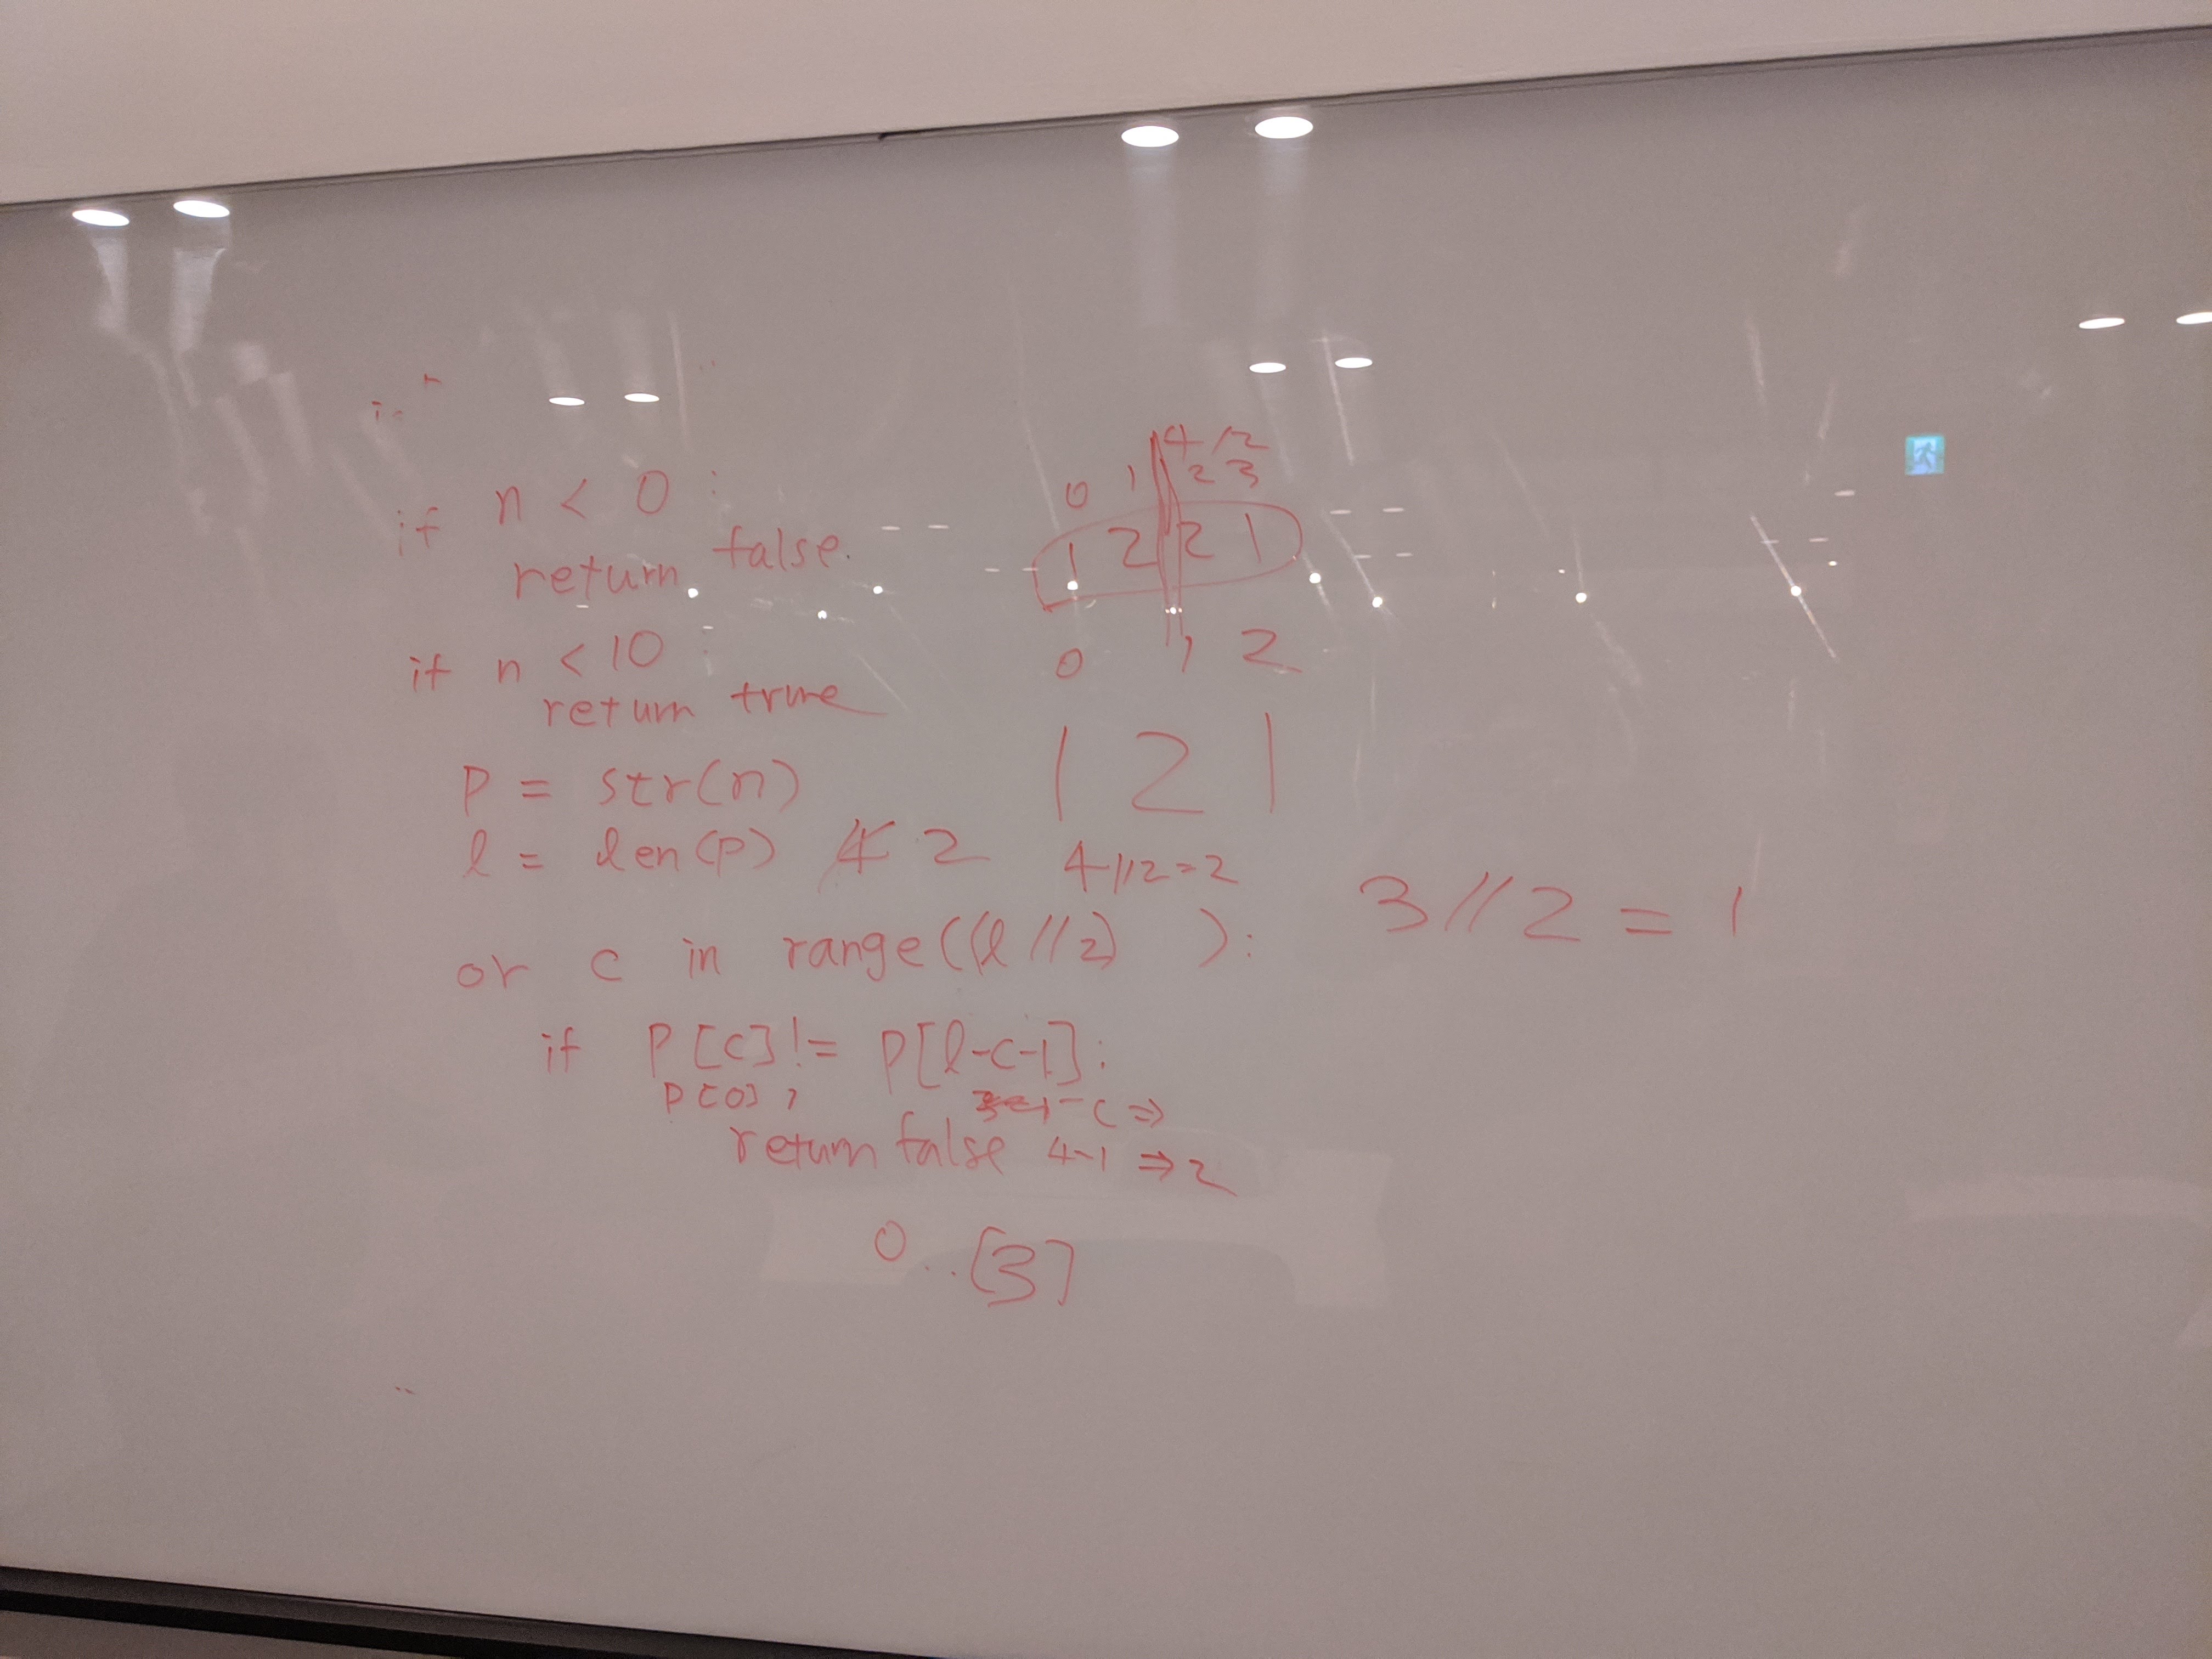 if n < 0 :
return false.
if n < 10 :
return true
P = str(n)
l = len(p) 4 2
or c in range((l//2) ):
if P[c] != P[l-c-1]:
P[0],
-c ⇒
return false 4-1 ⇒ 2
0..[3]
4/2
0 1 2 3
1 2 2 1
0 1 2
1 2 1
4//2=2
3//2 = 1